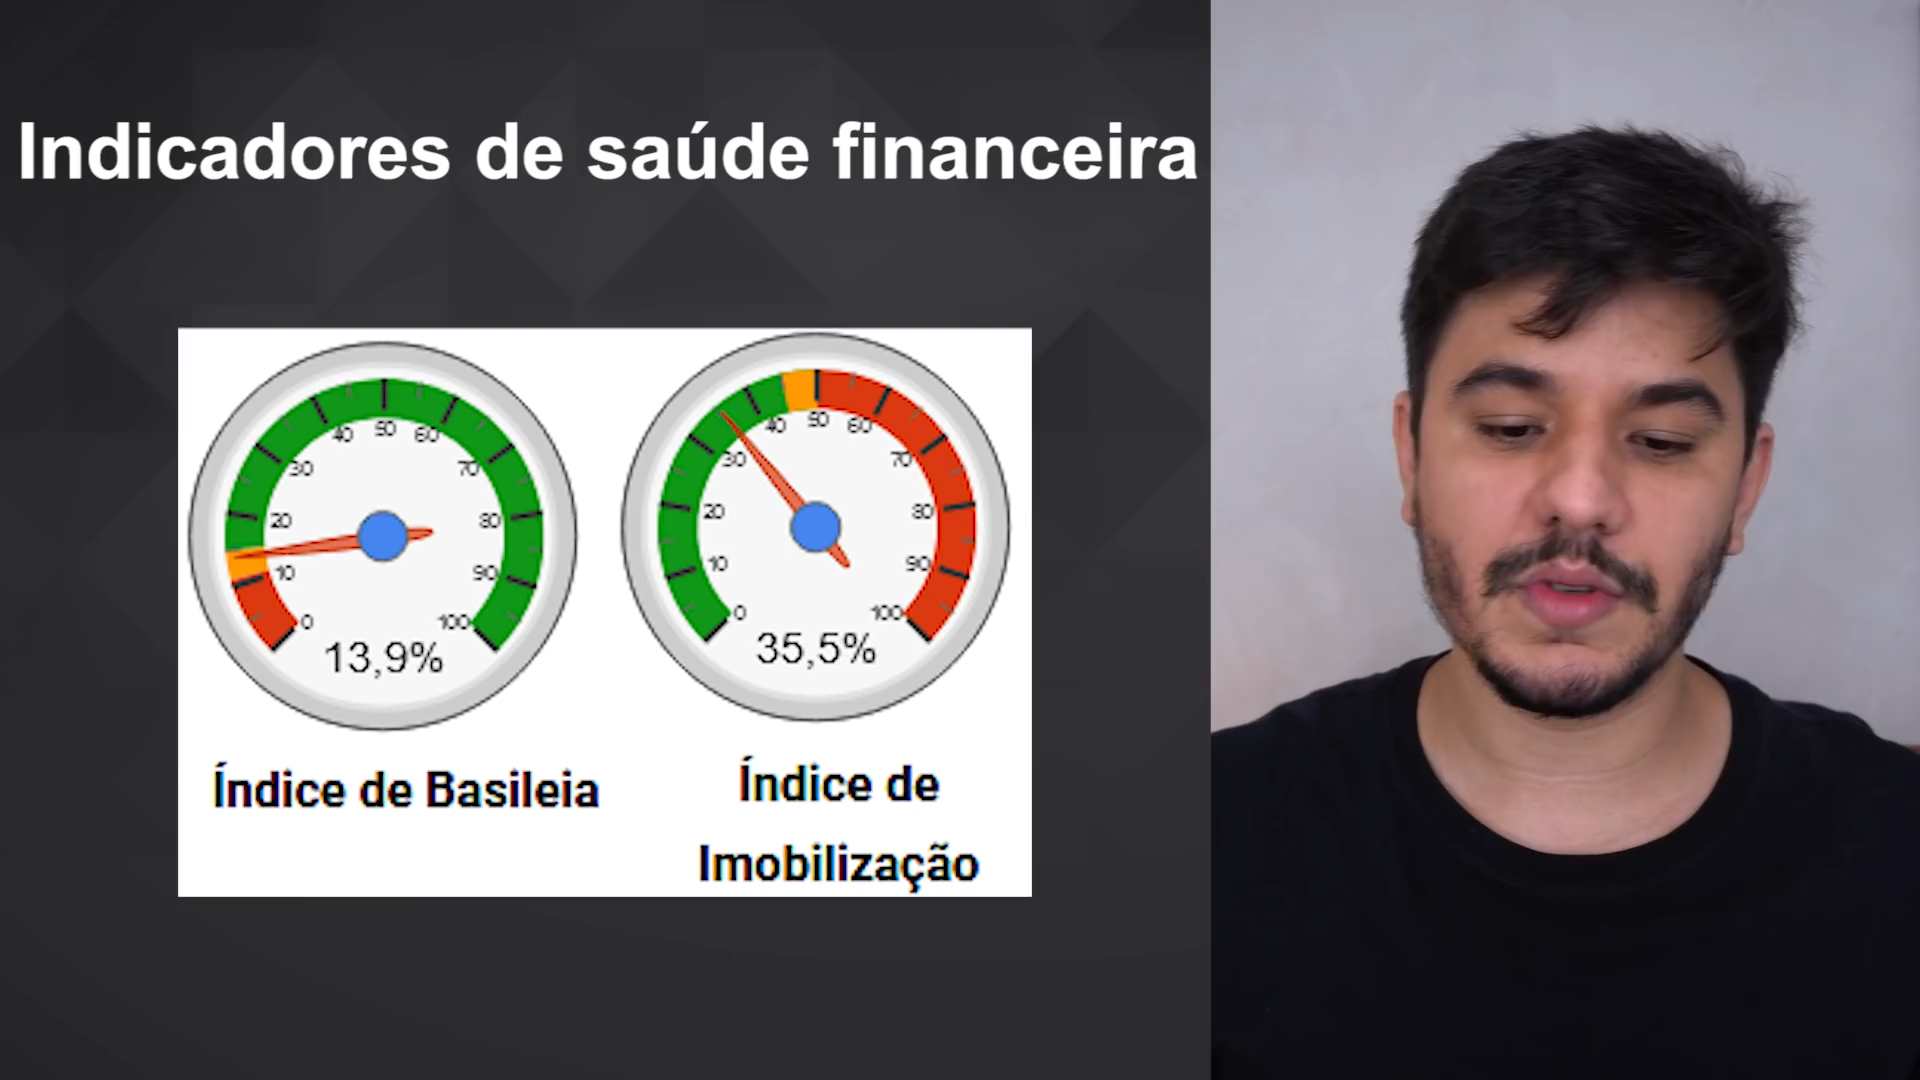 Indicadores de saúde financeira
40 50 60
30 70
20 80
10 90
0 100
13,9%
Índice de Basileia
40 50 60
30 70
20 80
10 90
0 100
35,5%
Índice de
Imobilização